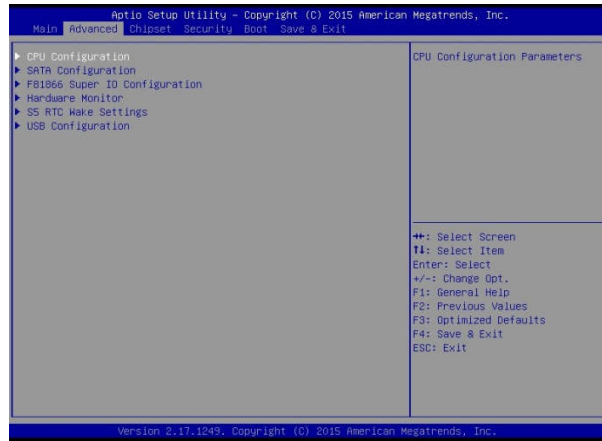 Aptio Setup Utility – Copyright (C) 2015 American Megatrends, Inc.
Main Advanced Chipset Security Boot Save & Exit
CPU Configuration
SATA Configuration
F81866 Super IO Configuration
Hardware Monitor
S5 RTC Wake Settings
USB Configuration
CPU Configuration Parameters
→←: Select Screen
↑↓: Select Item
Enter: Select
+/-: Change Opt.
F1: General Help
F2: Previous Values
F3: Optimized Defaults
F4: Save & Exit
ESC: Exit
Version 2.17.1249. Copyright (C) 2015 American Megatrends, Inc.